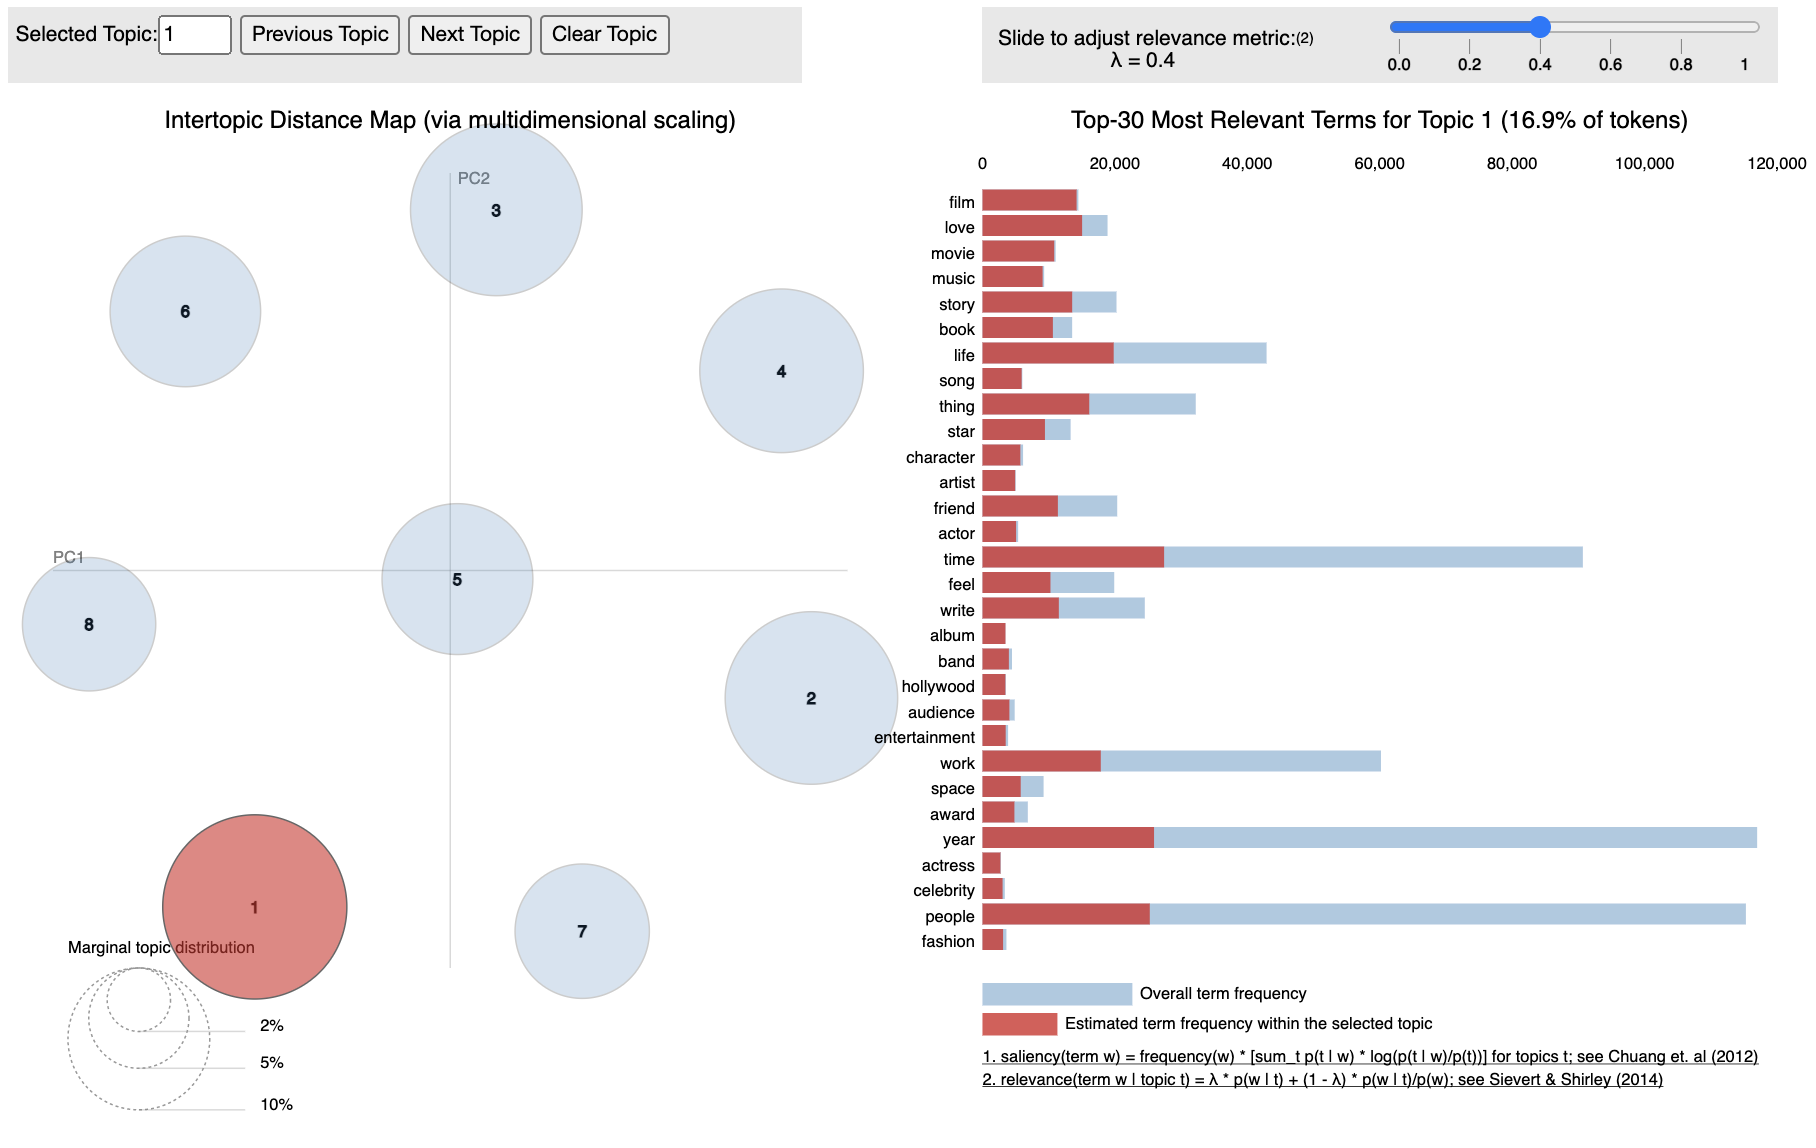 Selected Topic: 1 Previous Topic Next Topic Clear Topic
Slide to adjust relevance metric:(2)
λ = 0.4
0.0 0.2 0.4 0.6 0.8 1
Intertopic Distance Map (via multidimensional scaling)
PC2
3
6
4
PC1
5
8
2
1
7
Marginal topic distribution
2%
5%
10%
Top-30 Most Relevant Terms for Topic 1 (16.9% of tokens)
0 20,000 40,000 60,000 80,000 100,000 120,000
film
love
movie
music
story
book
life
song
thing
star
character
artist
friend
actor
time
feel
write
album
band
hollywood
audience
entertainment
work
space
award
year
actress
celebrity
people
fashion
Overall term frequency
Estimated term frequency within the selected topic
1. saliency(term w) = frequency(w) * [sum_t p(t | w) * log(p(t | w)/p(t))] for topics t; see Chuang et. al (2012)
2. relevance(term w | topic t) = λ * p(w | t) + (1 - λ) * p(w | t)/p(w); see Sievert & Shirley (2014)